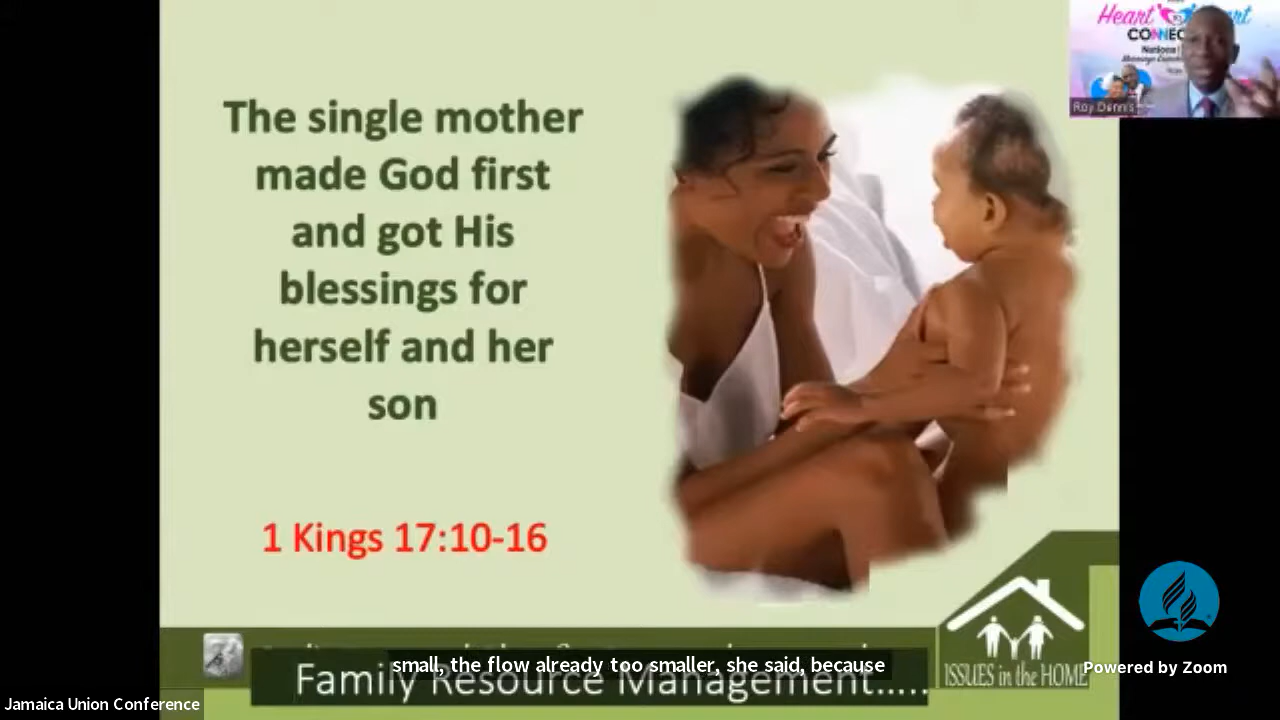 Heart
CONNEC
National
Roy Dennis
The single mother
made God first
and got His
blessings for
herself and her
son
1 Kings 17:10-16
small, the flow already too smaller, she said, because
Family Resource Management.....
ISSUES in the HOME
Powered by Zoom
Jamaica Union Conference